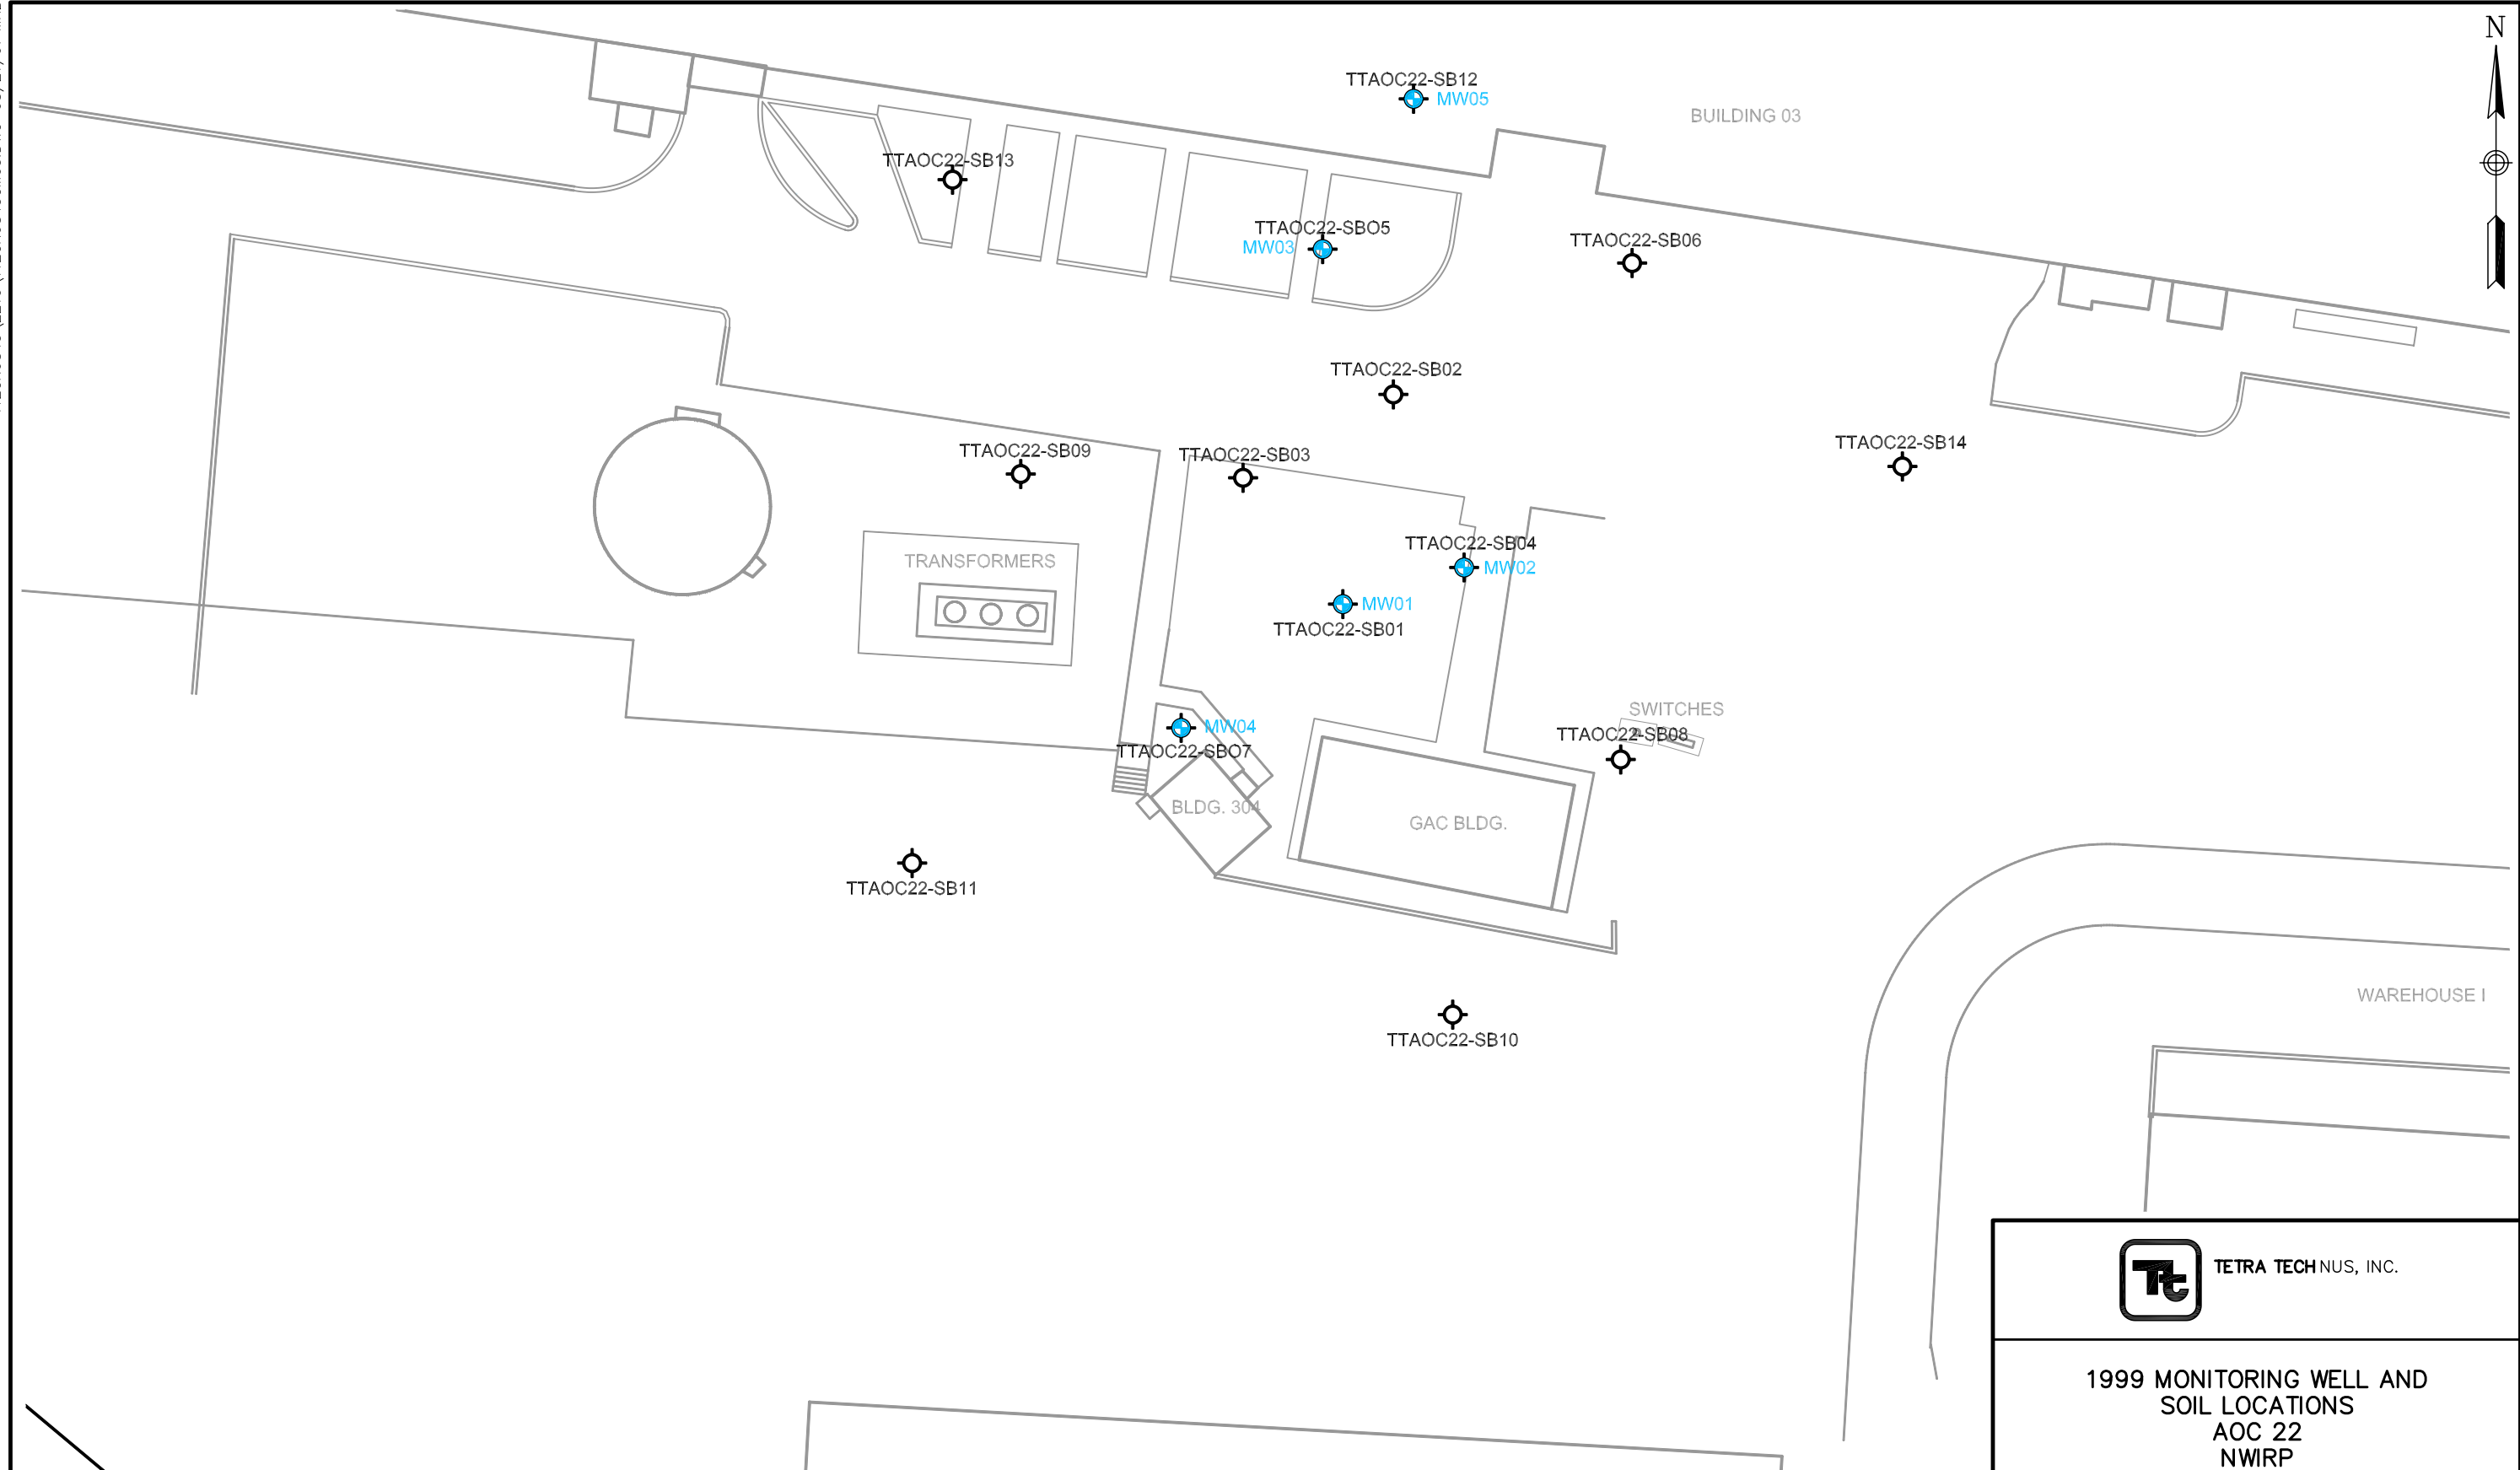 N
TTAOC22-SB12
MW05
BUILDING 03
TTAOC22-SB13
TTAOC22-SBO5
MW03
TTAOC22-SB06
TTAOC22-SB02
TTAOC22-SB14
TTAOC22-SB09
TTAOC22-SB03
TTAOC22-SB04
MW02
TRANSFORMERS
MW01
TTAOC22-SB01
SWITCHES
MW04
TTAOC22-SBO7
TTAOC22-SB08
BLDG. 304
GAC BLDG.
TTAOC22-SB11
WAREHOUSE I
TTAOC22-SB10
Tt
TETRA TECH NUS, INC.
1999 MONITORING WELL AND
SOIL LOCATIONS
AOC 22
NWIRP